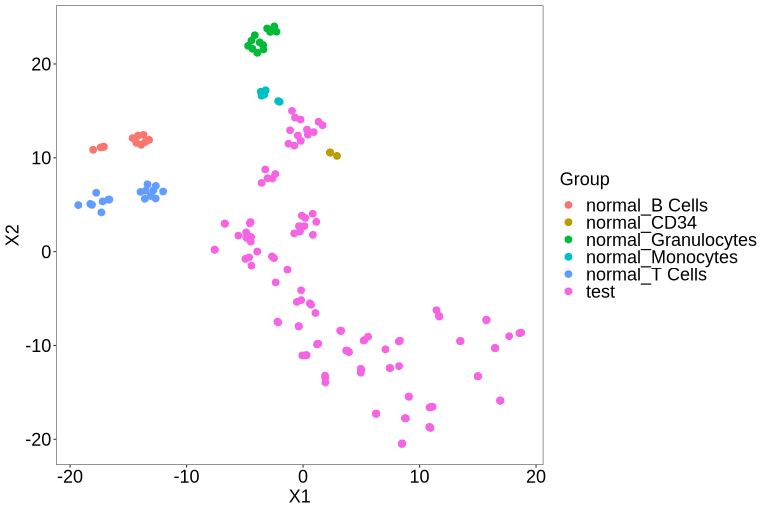 20
10
0
-10
-20
X2
-20
-10
0
10
20
X1
Group
normal_B Cells
normal_CD34
normal_Granulocytes
normal_Monocytes
normal_T Cells
test